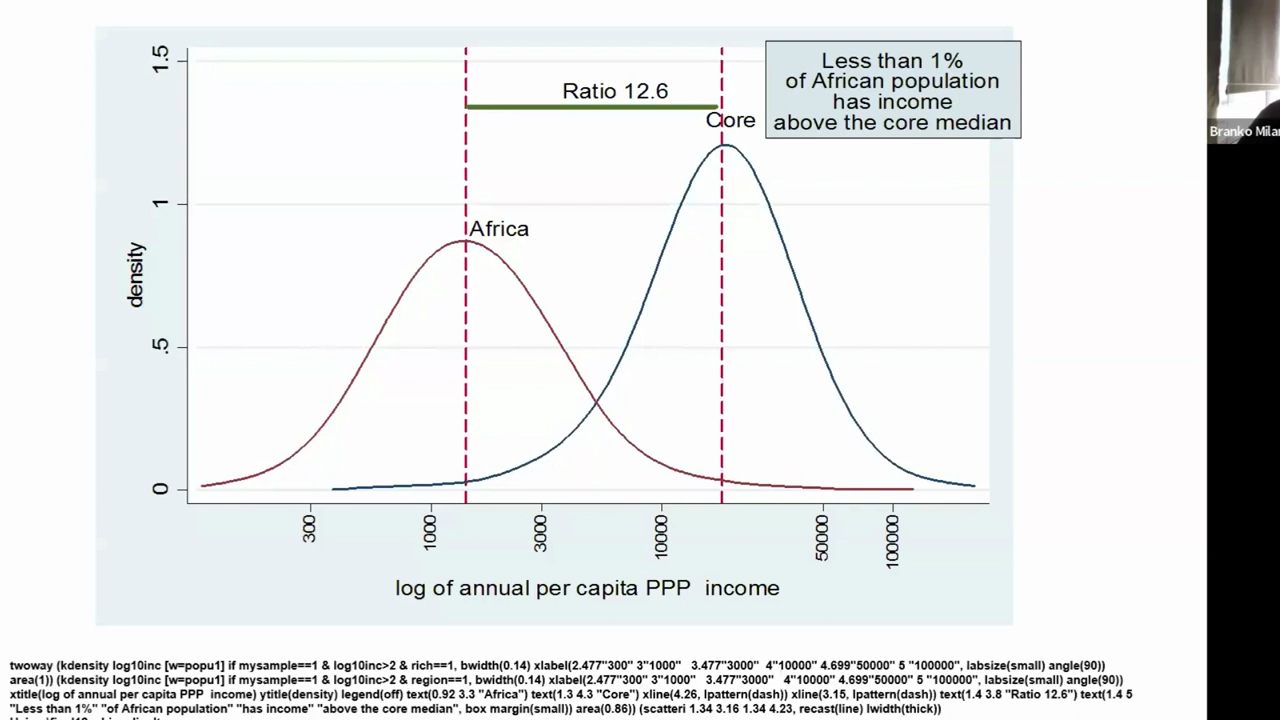 Less than 1%
of African population
has income
above the core median
Ratio 12.6
Core
Africa
1.5
1
.5
0
density
300
1000
3000
10000
50000
100000
log of annual per capita PPP income
Branko Milan
twoway (kdensity log10inc [w=popu1] if mysample==1 & log10inc>2 & rich==1, bwidth(0.14) xlabel(2.477"300" 3"1000" 3.477"3000" 4"10000" 4.699"50000" 5 "100000", labsize(small) angle(90))
area(1)) (kdensity log10inc [w=popu1] if mysample==1 & log10inc>2 & region==1, bwidth(0.14) xlabel(2.477"300" 3"1000" 3.477"3000" 4"10000" 4.699"50000" 5 "100000", labsize(small) angle(90))
xtitle(log of annual per capita PPP income) ytitle(density) legend(off) text(0.92 3.3 "Africa") text(1.3 4.3 "Core") xline(4.26, lpattern(dash)) xline(3.15, lpattern(dash)) text(1.4 3.8 "Ratio 12.6") text(1.4 5
"Less than 1%" "of African population" "has income" "above the core median", box margin(small)) area(0.86)) (scatteri 1.34 3.16 1.34 4.23, recast(line) lwidth(thick))